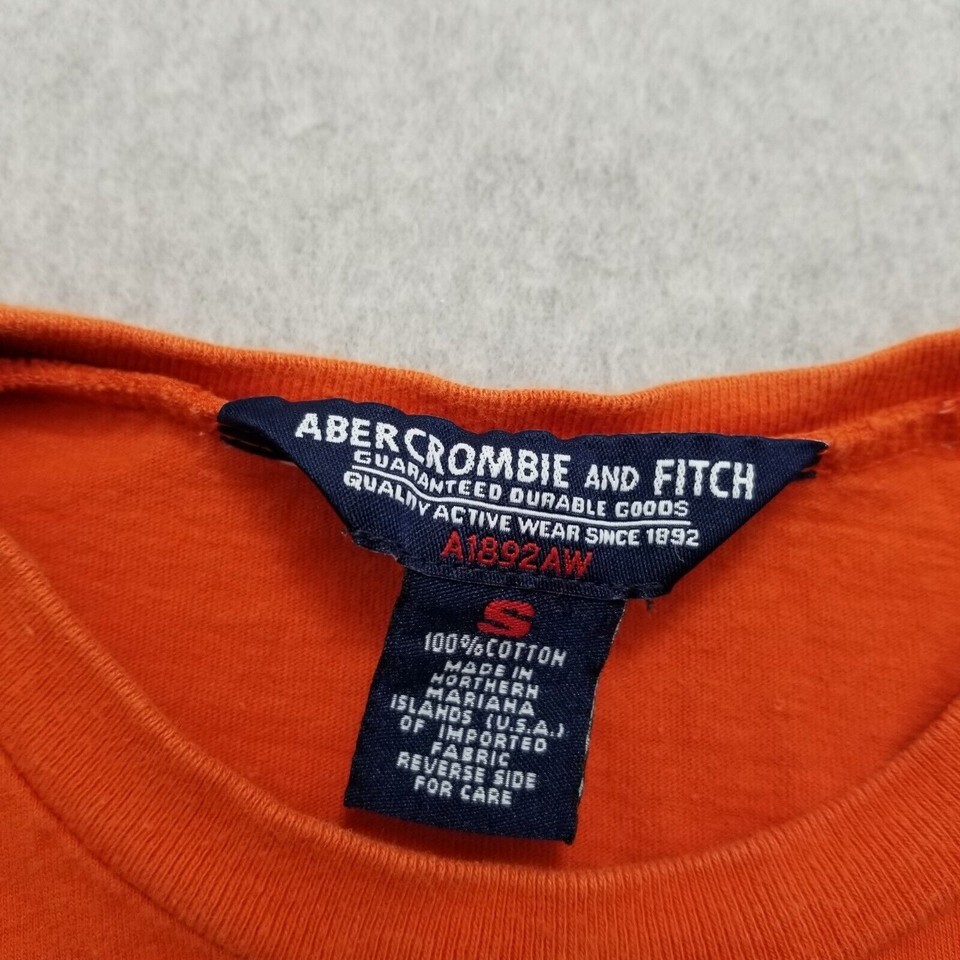 ABERCROMBIE AND FITCH
GUARANTEED DURABLE GOODS
QUALITY ACTIVE WEAR SINCE 1892
A1892AW
S
100% COTTON
MADE IN
NORTHERN
MARIANA
ISLANDS (U.S.A.)
OF IMPORTED
FABRIC
REVERSE SIDE
FOR CARE